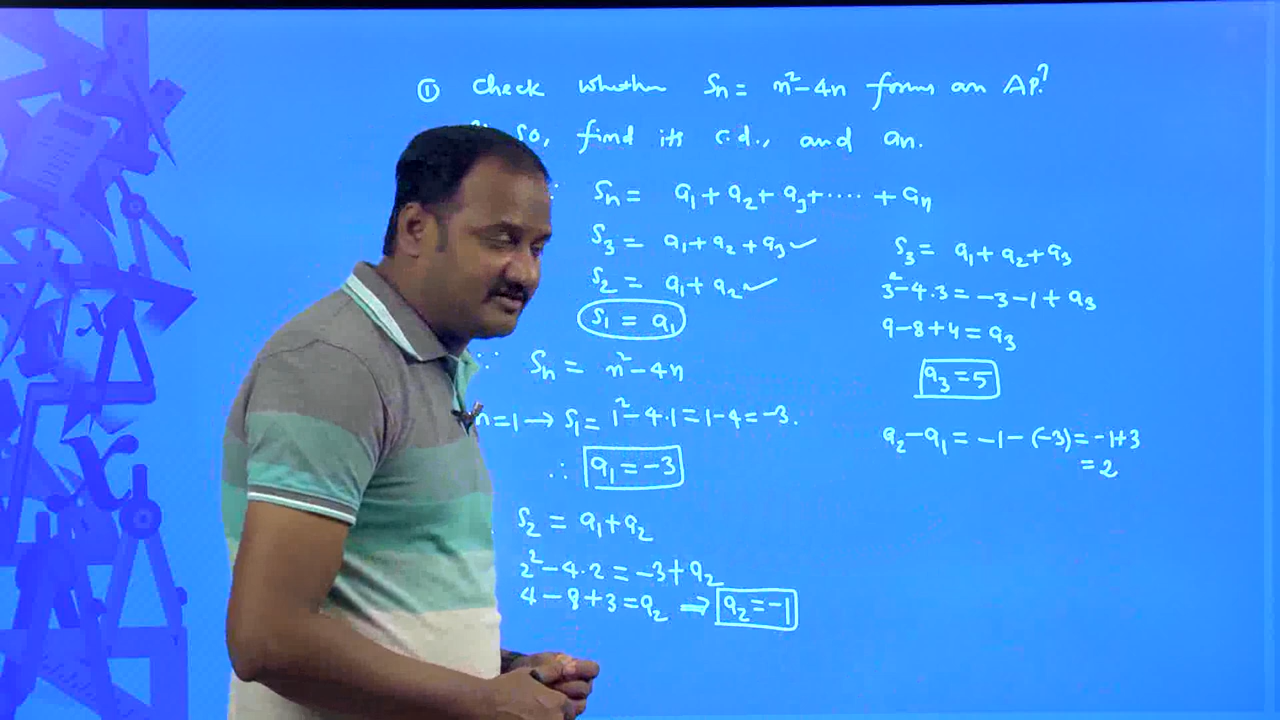 ① Check whether Sn = n²-4n forms an AP?
so, find its c.d., and an.
Sn = a1 + a2 + a3 + ····· + an
S3 = a1 + a2 + a3 ✓
S2 = a1 + a2 ✓
S1 = a1
∵ Sn = n²-4n
n=1 → S1 = 1²-4·1 = 1-4 = -3.
∴ a1 = -3
S2 = a1+a2
2²-4·2 = -3+a2
4-8+3 = a2 → a2 = -1
S3 = a1 + a2 + a3
3²-4·3 = -3-1+a3
9-8+4 = a3
a3 = 5
a2-a1 = -1-(-3) = -1+3
= 2